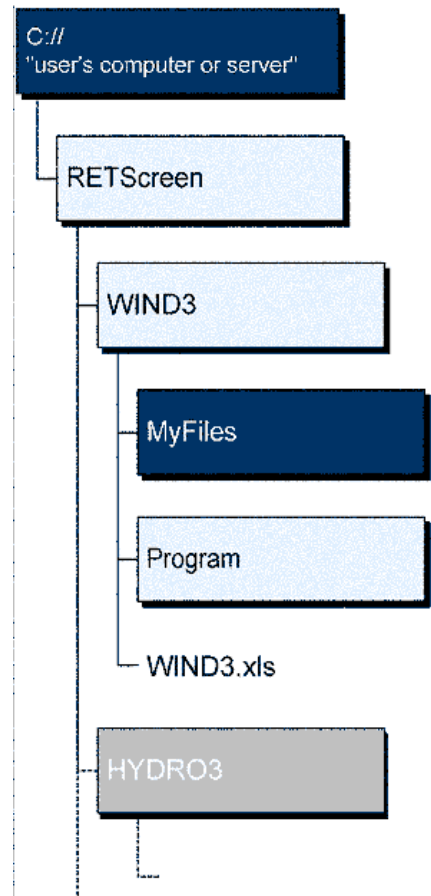 C://
"user's computer or server"
RETScreen
WIND3
MyFiles
Program
WIND3.xls
HYDRO3